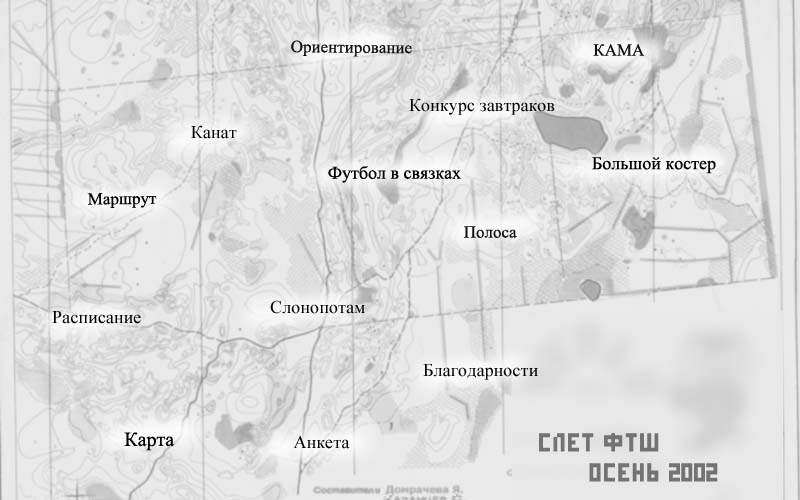 Ориентирование
КАМА
Конкурс завтраков
Канат
Большой костер
Футбол в связках
Маршрут
Полоса
Слонопотам
Расписание
Благодарности
Карта
Анкета
СЛЕТ ФТШ
ОСЕНЬ 2002
Составители Домрачева Я.